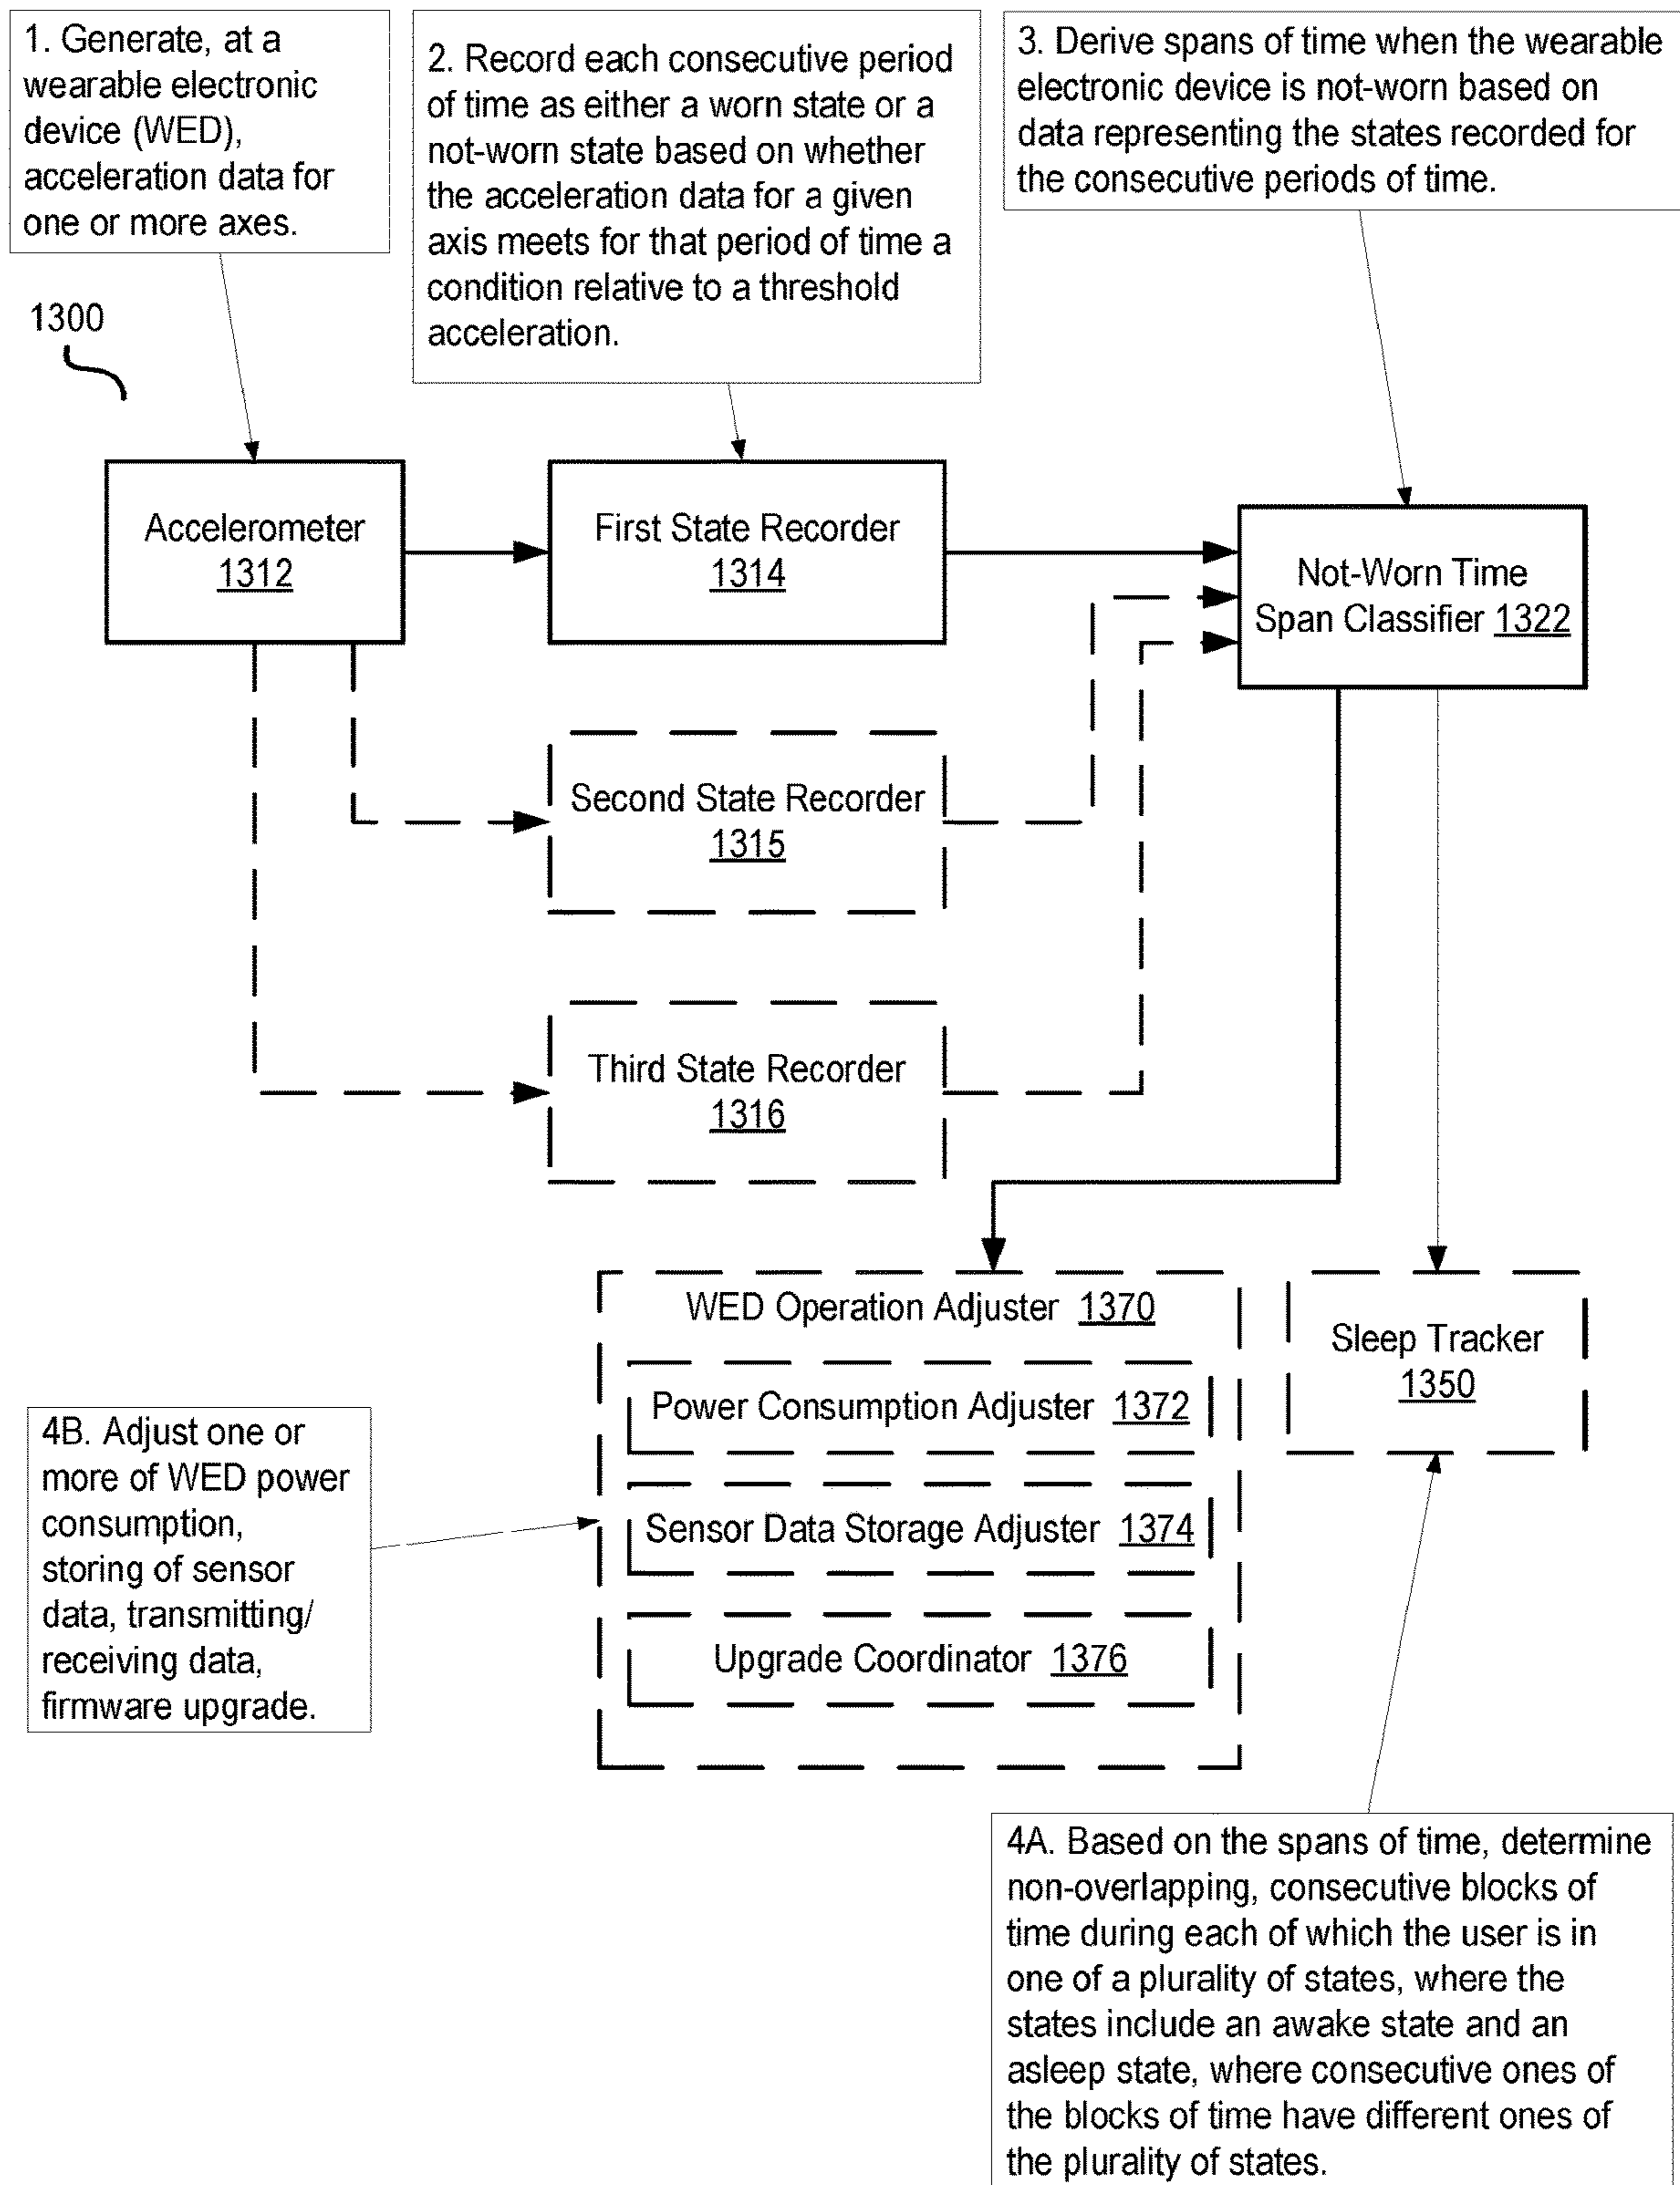 1. Generate, at a
wearable electronic
device (WED),
acceleration data for
one or more axes.
2. Record each consecutive period
of time as either a worn state or a
not-worn state based on whether
the acceleration data for a given
axis meets for that period of time a
condition relative to a threshold
acceleration.
3. Derive spans of time when the wearable
electronic device is not-worn based on
data representing the states recorded for
the consecutive periods of time.
1300
Accelerometer
1312
First State Recorder
1314
Not-Worn Time
Span Classifier 1322
Second State Recorder
1315
Third State Recorder
1316
WED Operation Adjuster 1370
Power Consumption Adjuster 1372
Sensor Data Storage Adjuster 1374
Upgrade Coordinator 1376
Sleep Tracker
1350
4B. Adjust one or
more of WED power
consumption,
storing of sensor
data, transmitting/
receiving data,
firmware upgrade.
4A. Based on the spans of time, determine
non-overlapping, consecutive blocks of
time during each of which the user is in
one of a plurality of states, where the
states include an awake state and an
asleep state, where consecutive ones of
the blocks of time have different ones of
the plurality of states.